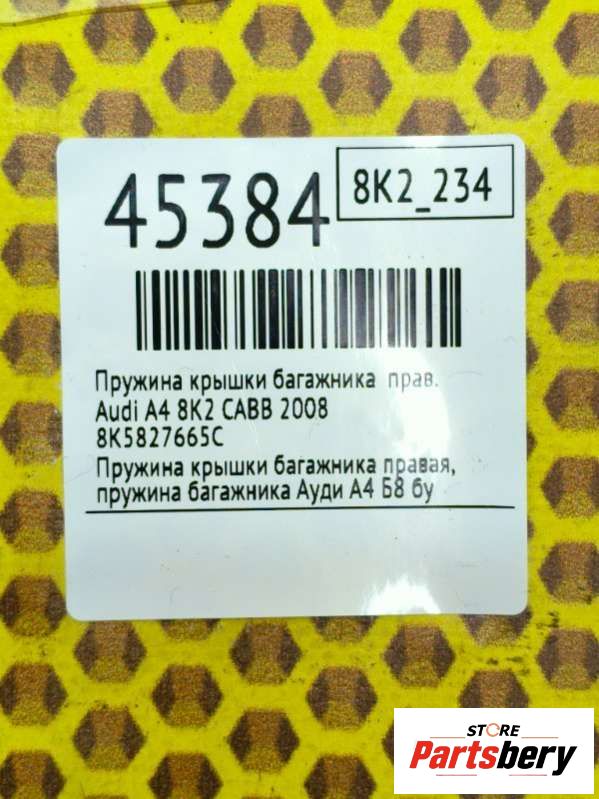 45384
8K2_234
Пружина крышки багажника прав.
Audi A4 8K2 CABB 2008
8K5827665C
Пружина крышки багажника правая,
пружина багажника Ауди А4 Б8 бу
STORE
Partsbery